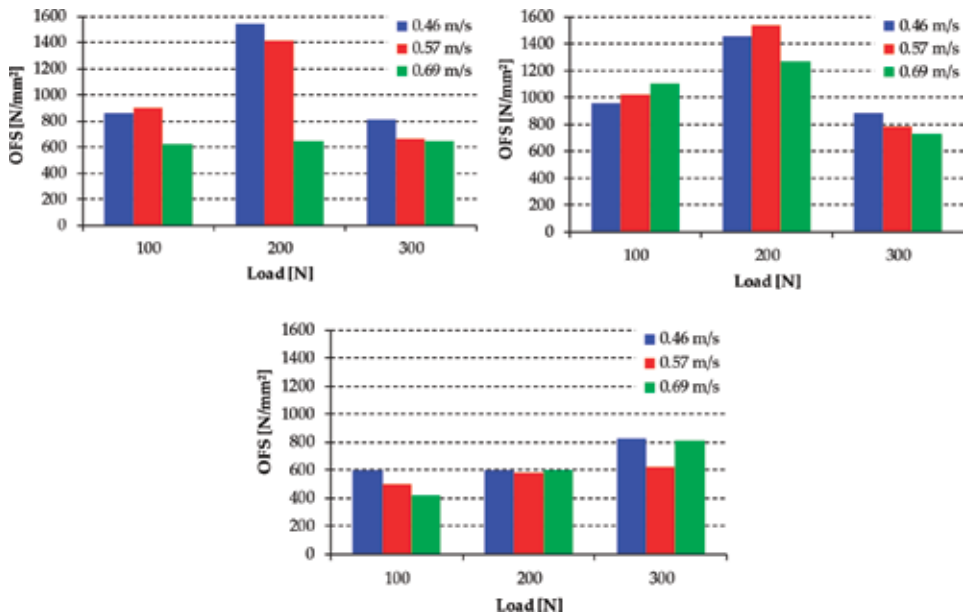 OFS [N/mm²]
1600
1400
1200
1000
800
600
400
200
0
0.46 m/s
0.57 m/s
0.69 m/s
100 200 300
Load [N]
OFS [N/mm²]
1600
1400
1200
1000
800
600
400
200
0
0.46 m/s
0.57 m/s
0.69 m/s
100 200 300
Load [N]
OFS [N/mm²]
1600
1400
1200
1000
800
600
400
200
0
0.46 m/s
0.57 m/s
0.69 m/s
100 200 300
Load [N]